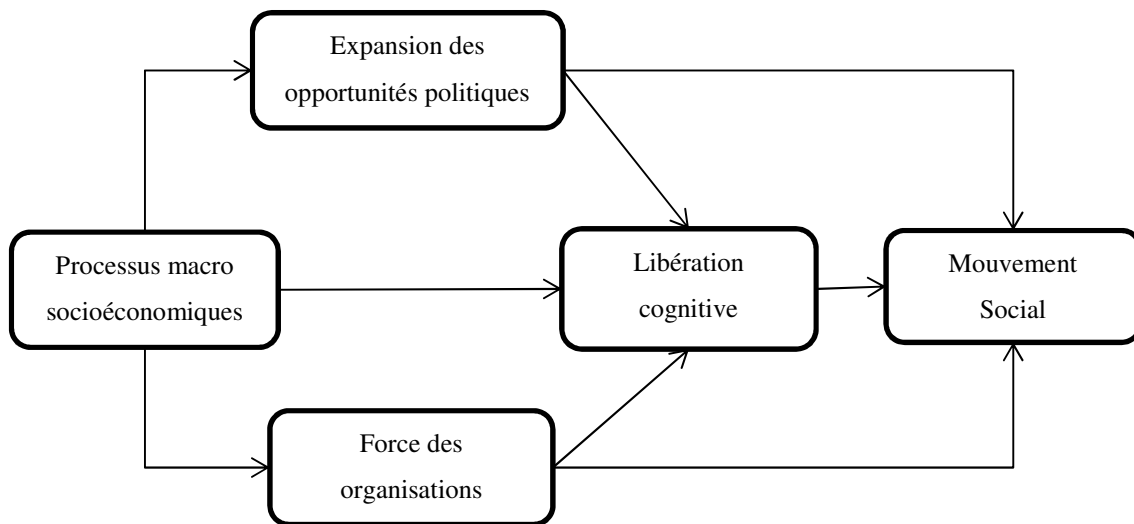 Expansion des
opportunités politiques
Processus macro
socioéconomiques
Libération
cognitive
Mouvement
Social
Force des
organisations